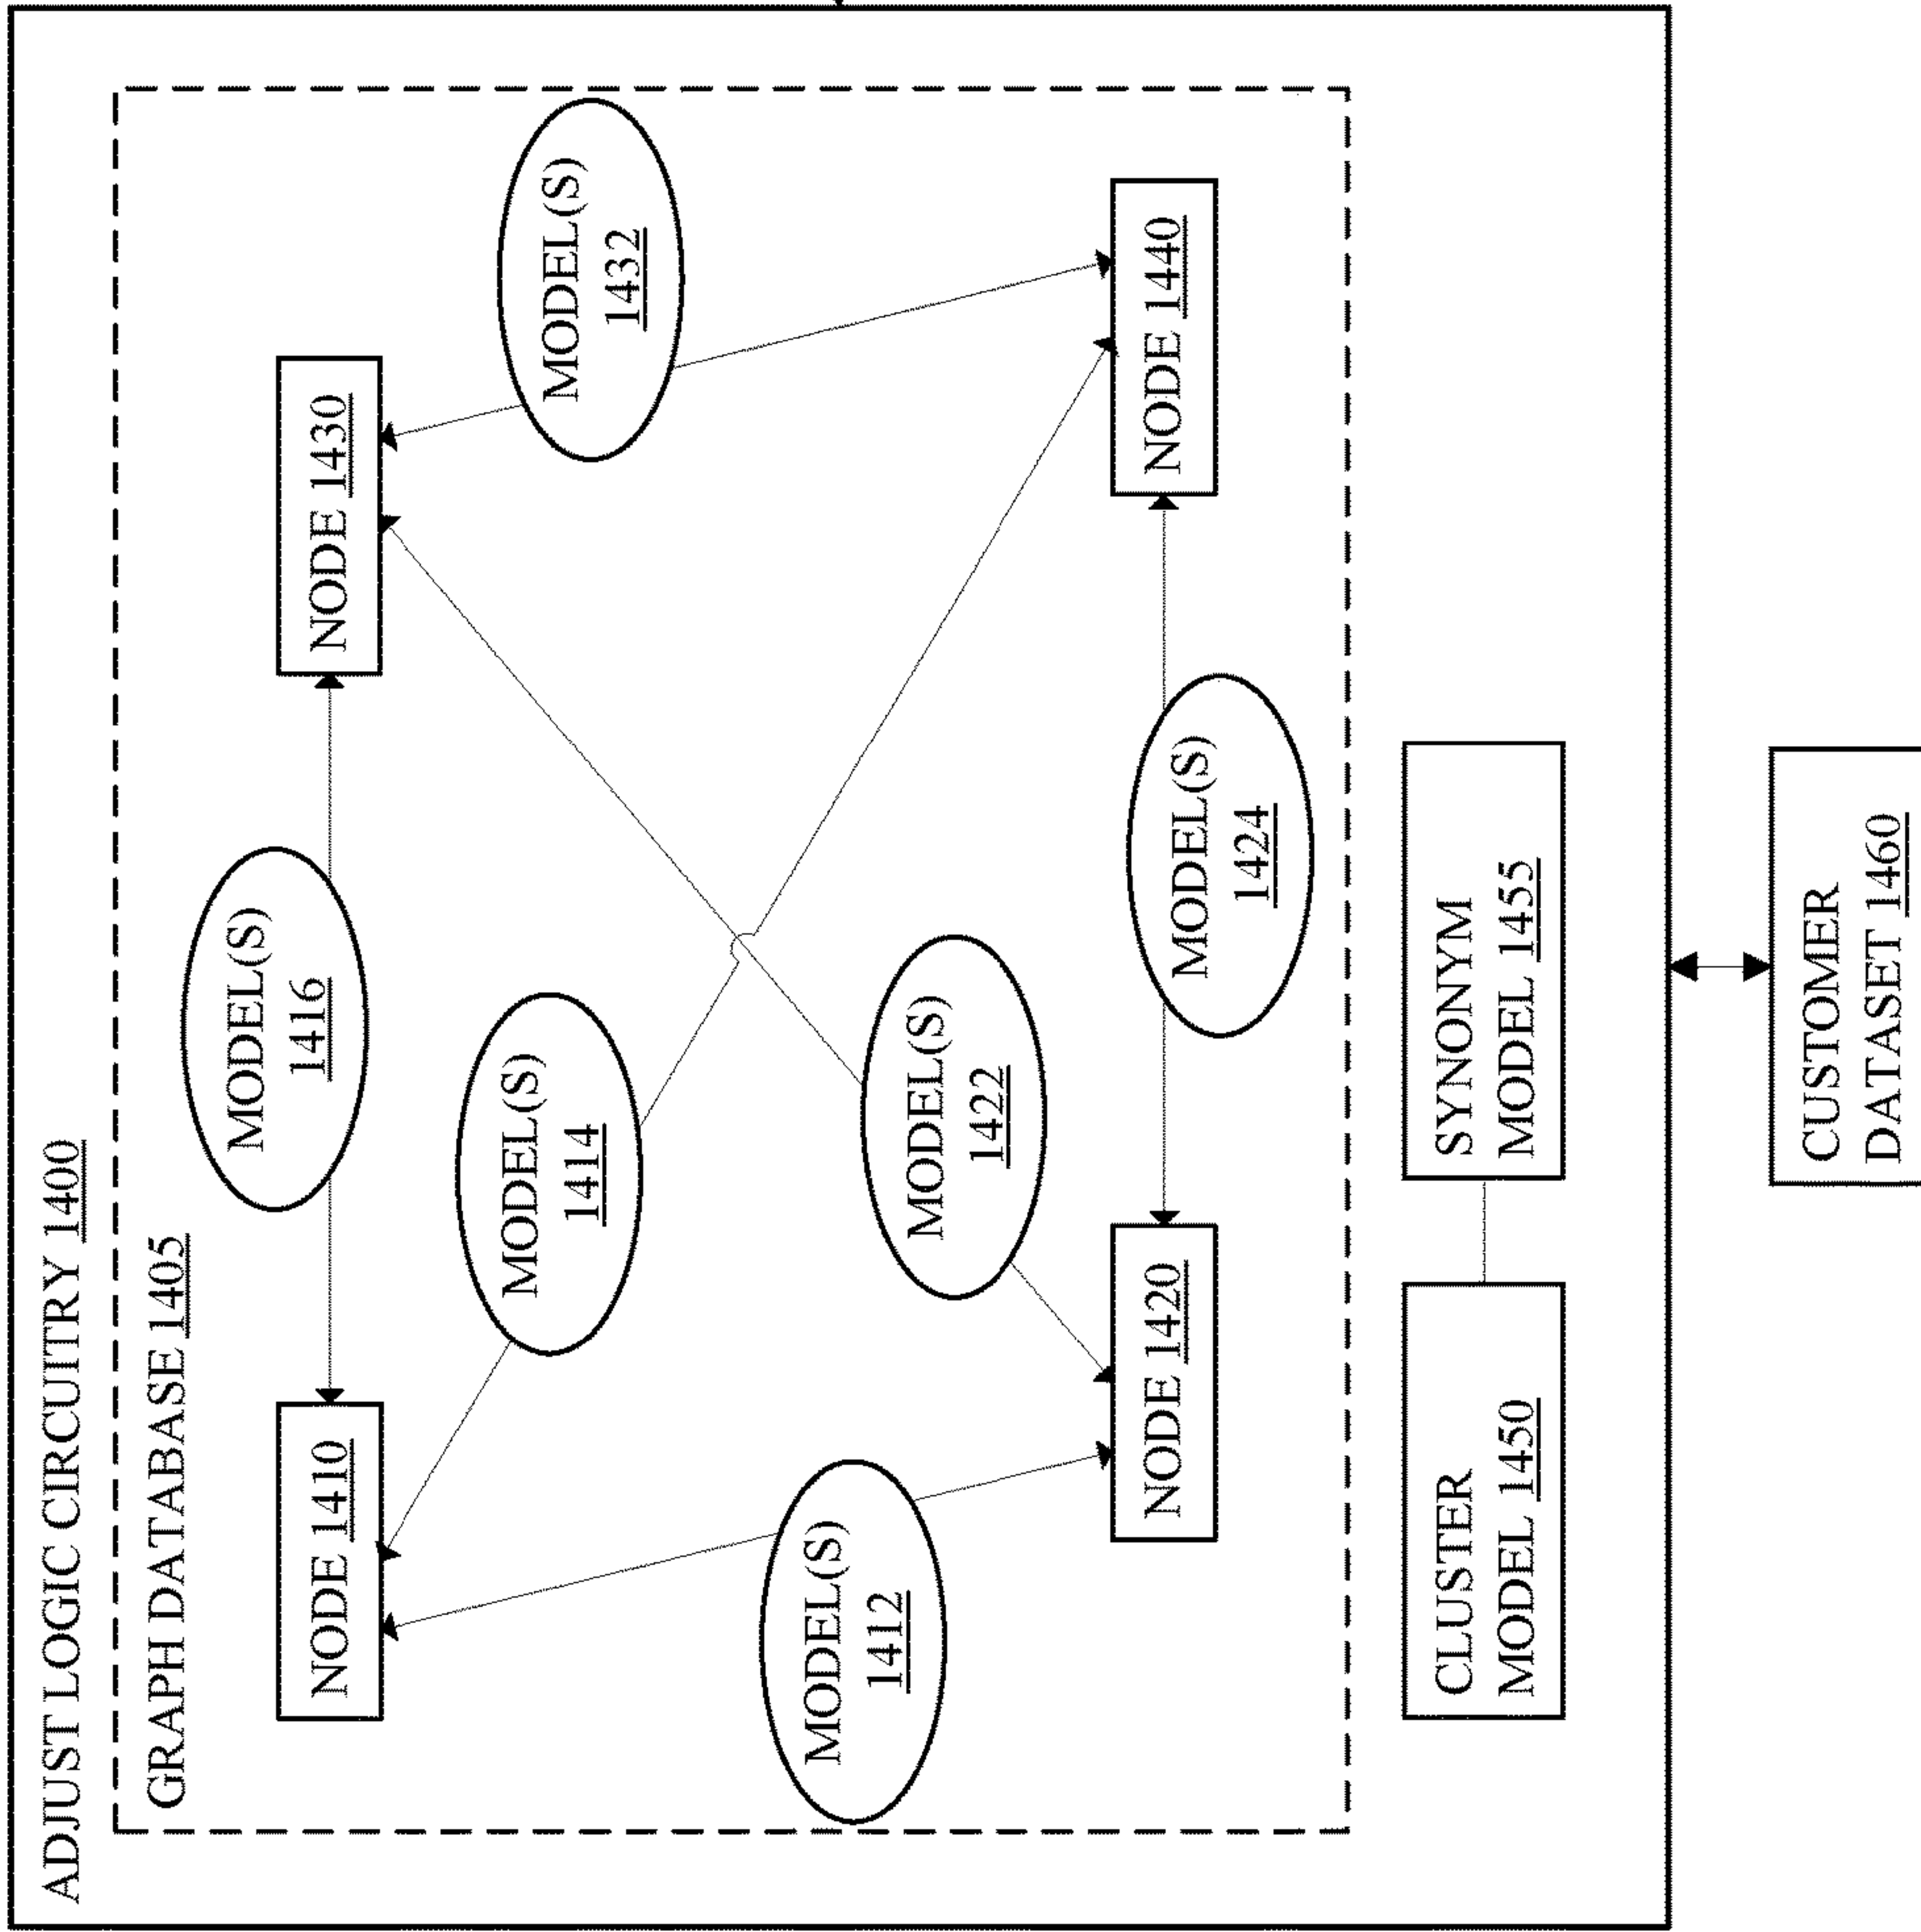 ADJUST LOGIC CIRCUITRY 1400
GRAPH DATABASE 1405
NODE 1410
MODEL(S)
1416
NODE 1430
MODEL(S)
1414
MODEL(S)
1432
MODEL(S)
1412
MODEL(S)
1422
NODE 1420
MODEL(S)
1424
NODE 1440
CLUSTER
MODEL 1450
SYNONYM
MODEL 1455
CUSTOMER
DATASET 1460